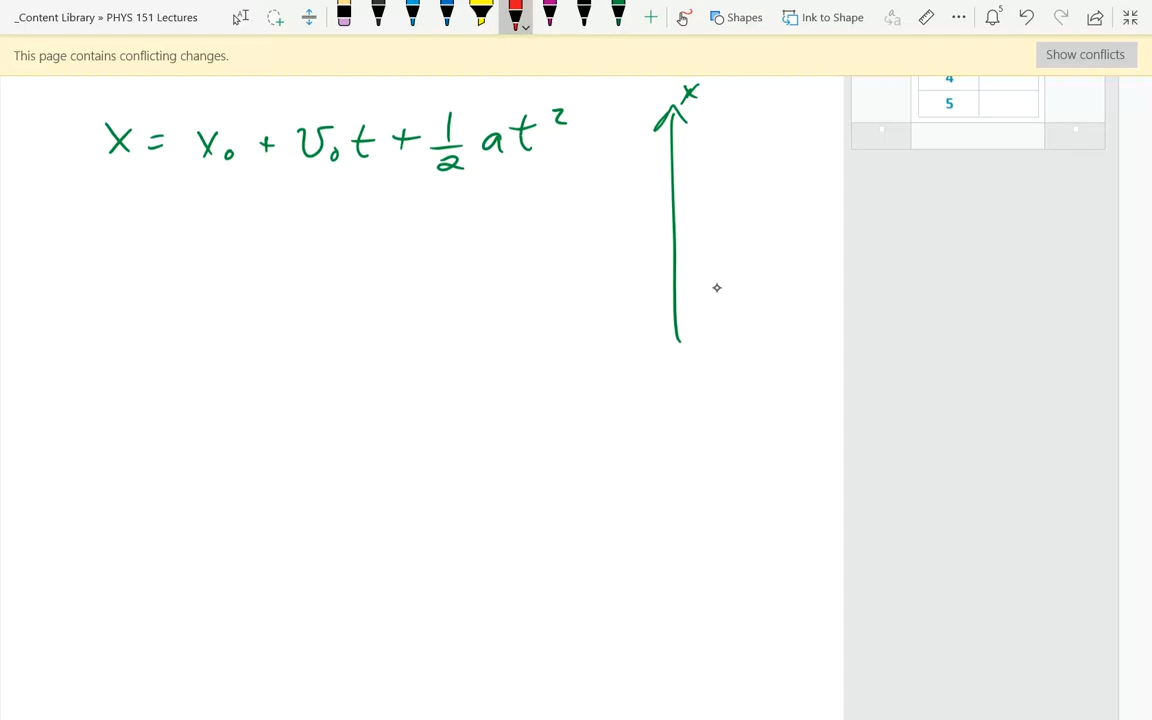 _Content Library » PHYS 151 Lectures
Shapes
Ink to Shape
5
This page contains conflicting changes.
Show conflicts
4
5
x
x = x₀ + v₀t + ½ at²